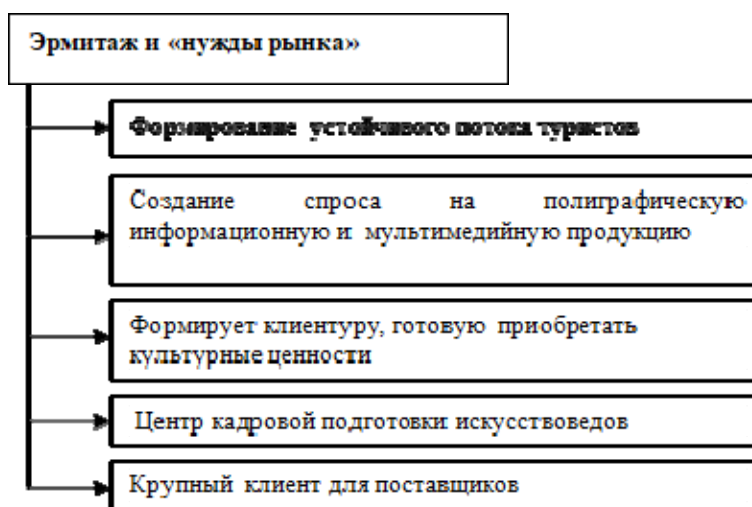 Эрмитаж и «нужды рынка»
Формирование устойчивого потока туристов
Создание спроса на полиграфическую
информационную и мультимедийную продукцию
Формирует клиентуру, готовую приобретать
культурные ценности
Центр кадровой подготовки искусствоведов
Крупный клиент для поставщиков